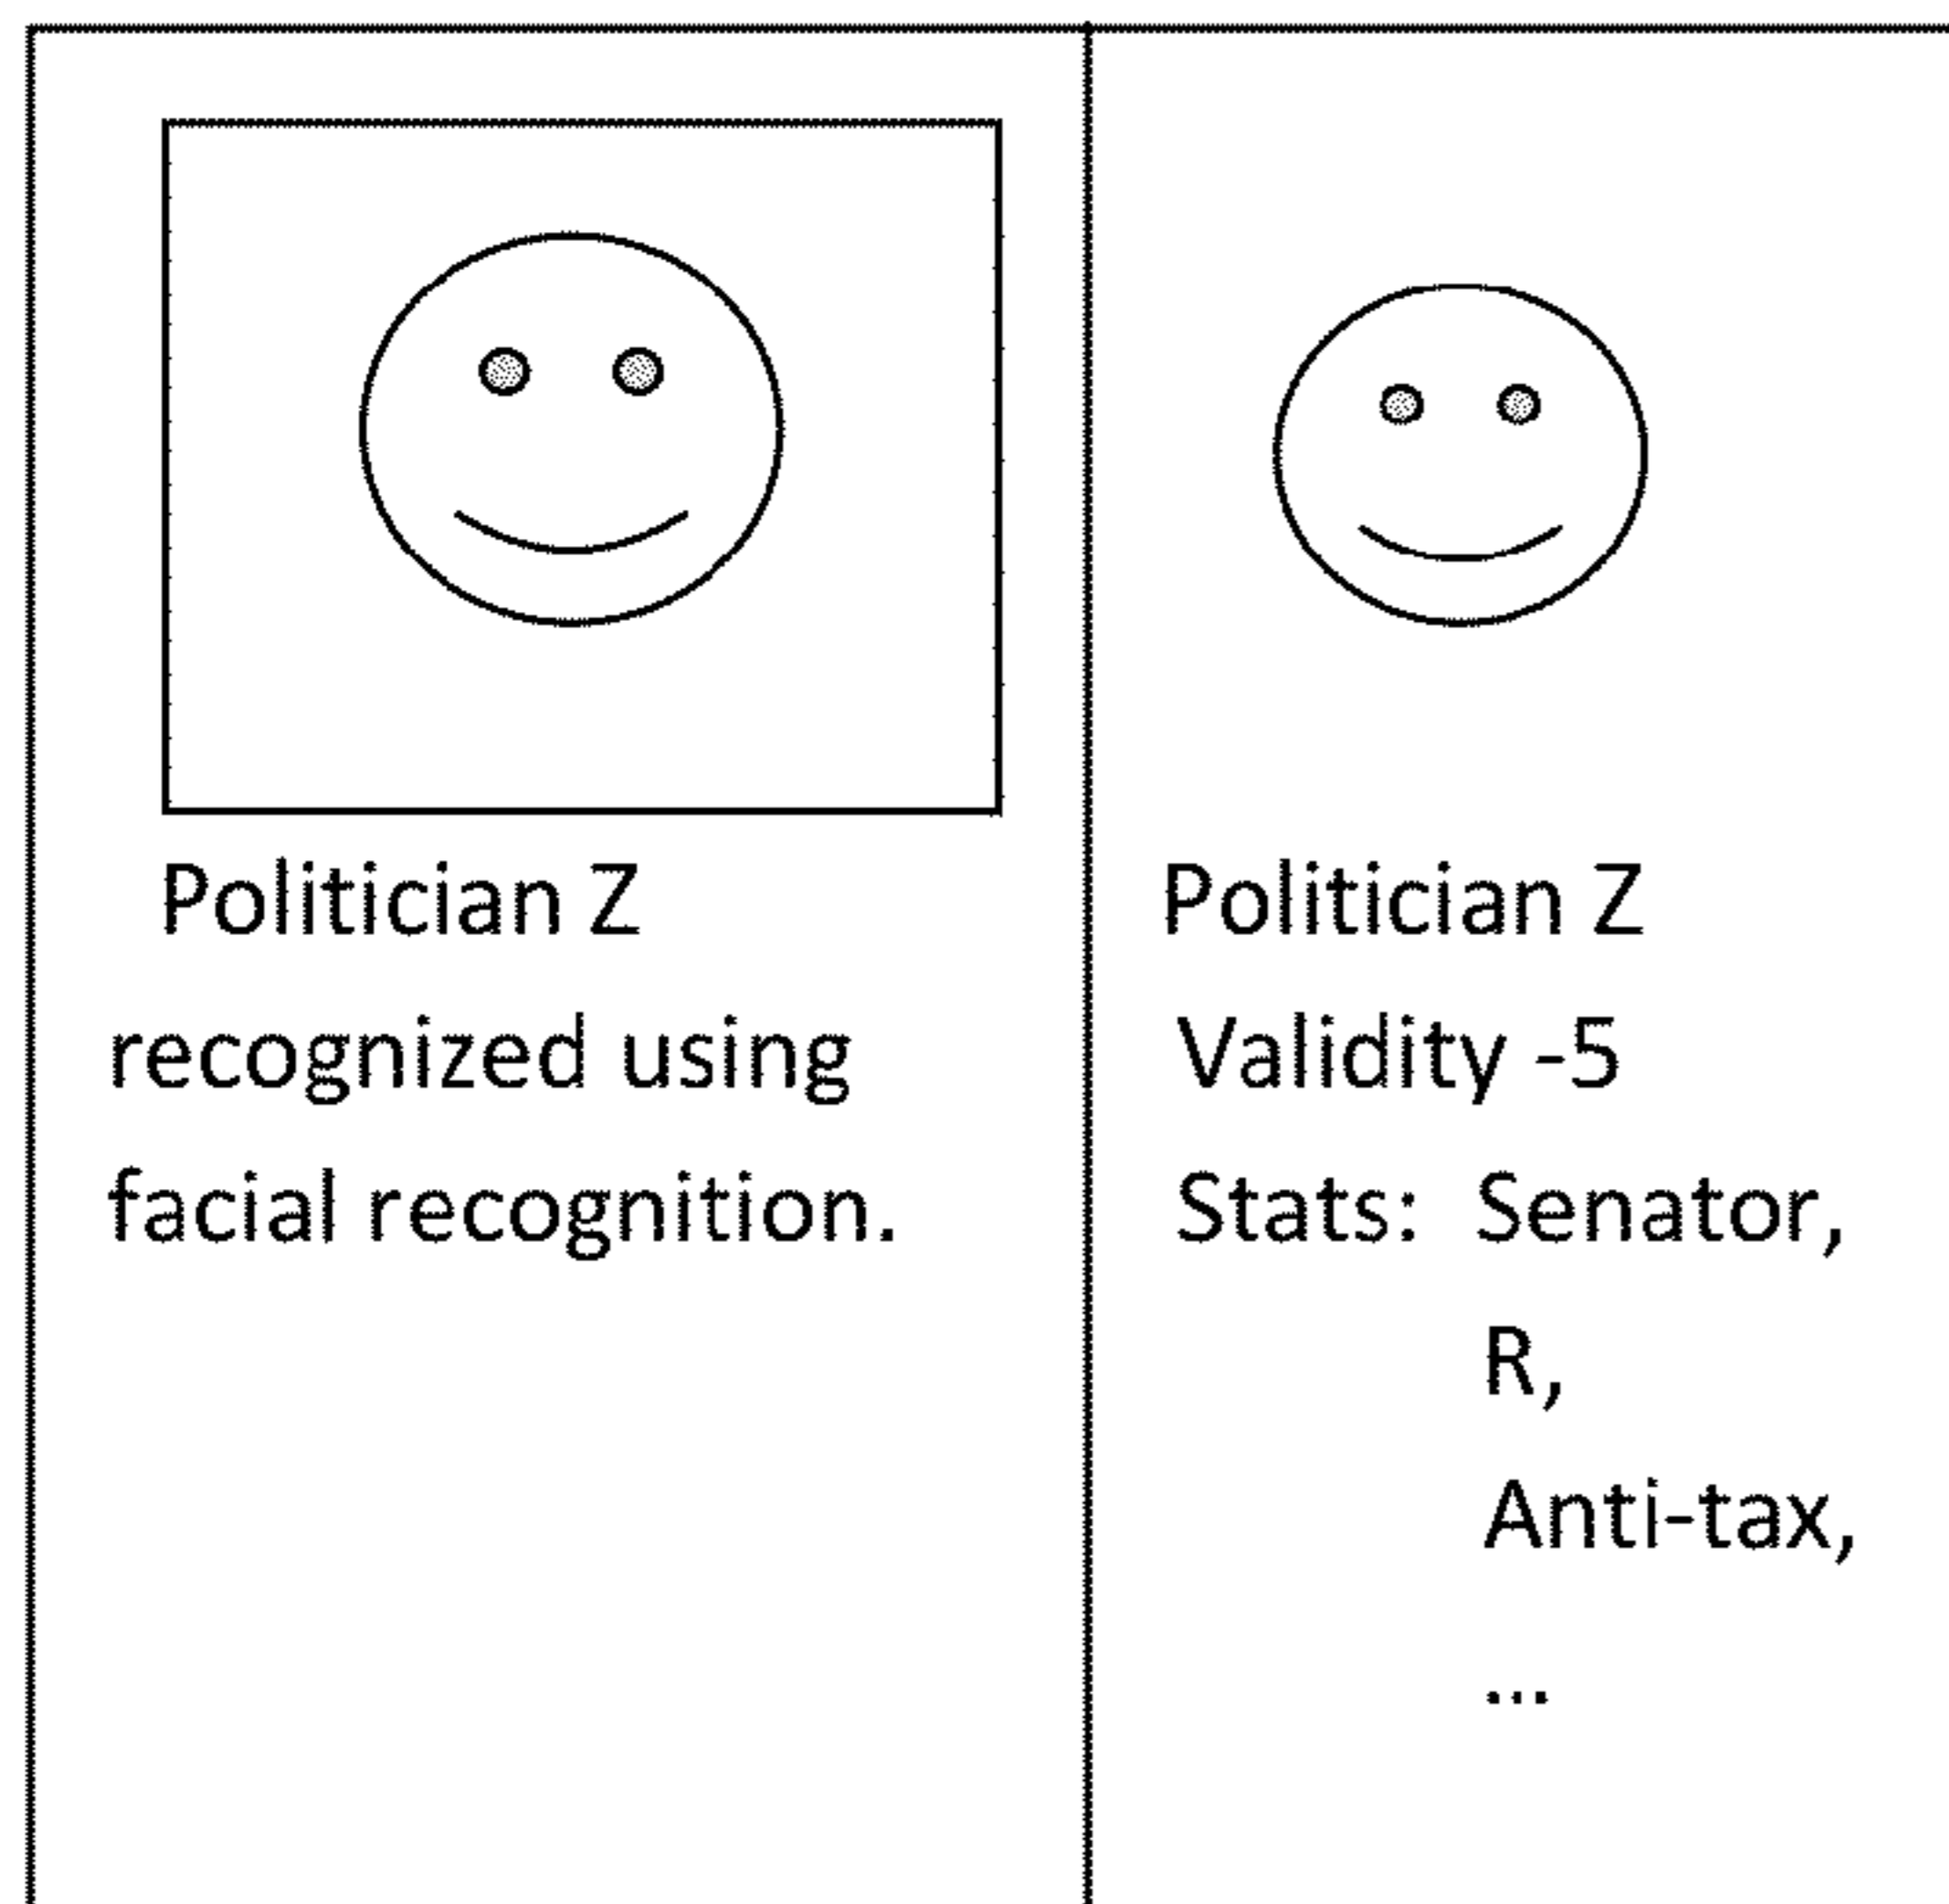 Politician Z
recognized using
facial recognition.
Politician Z
Validity -5
Stats: Senator,
R,
Anti-tax,
...